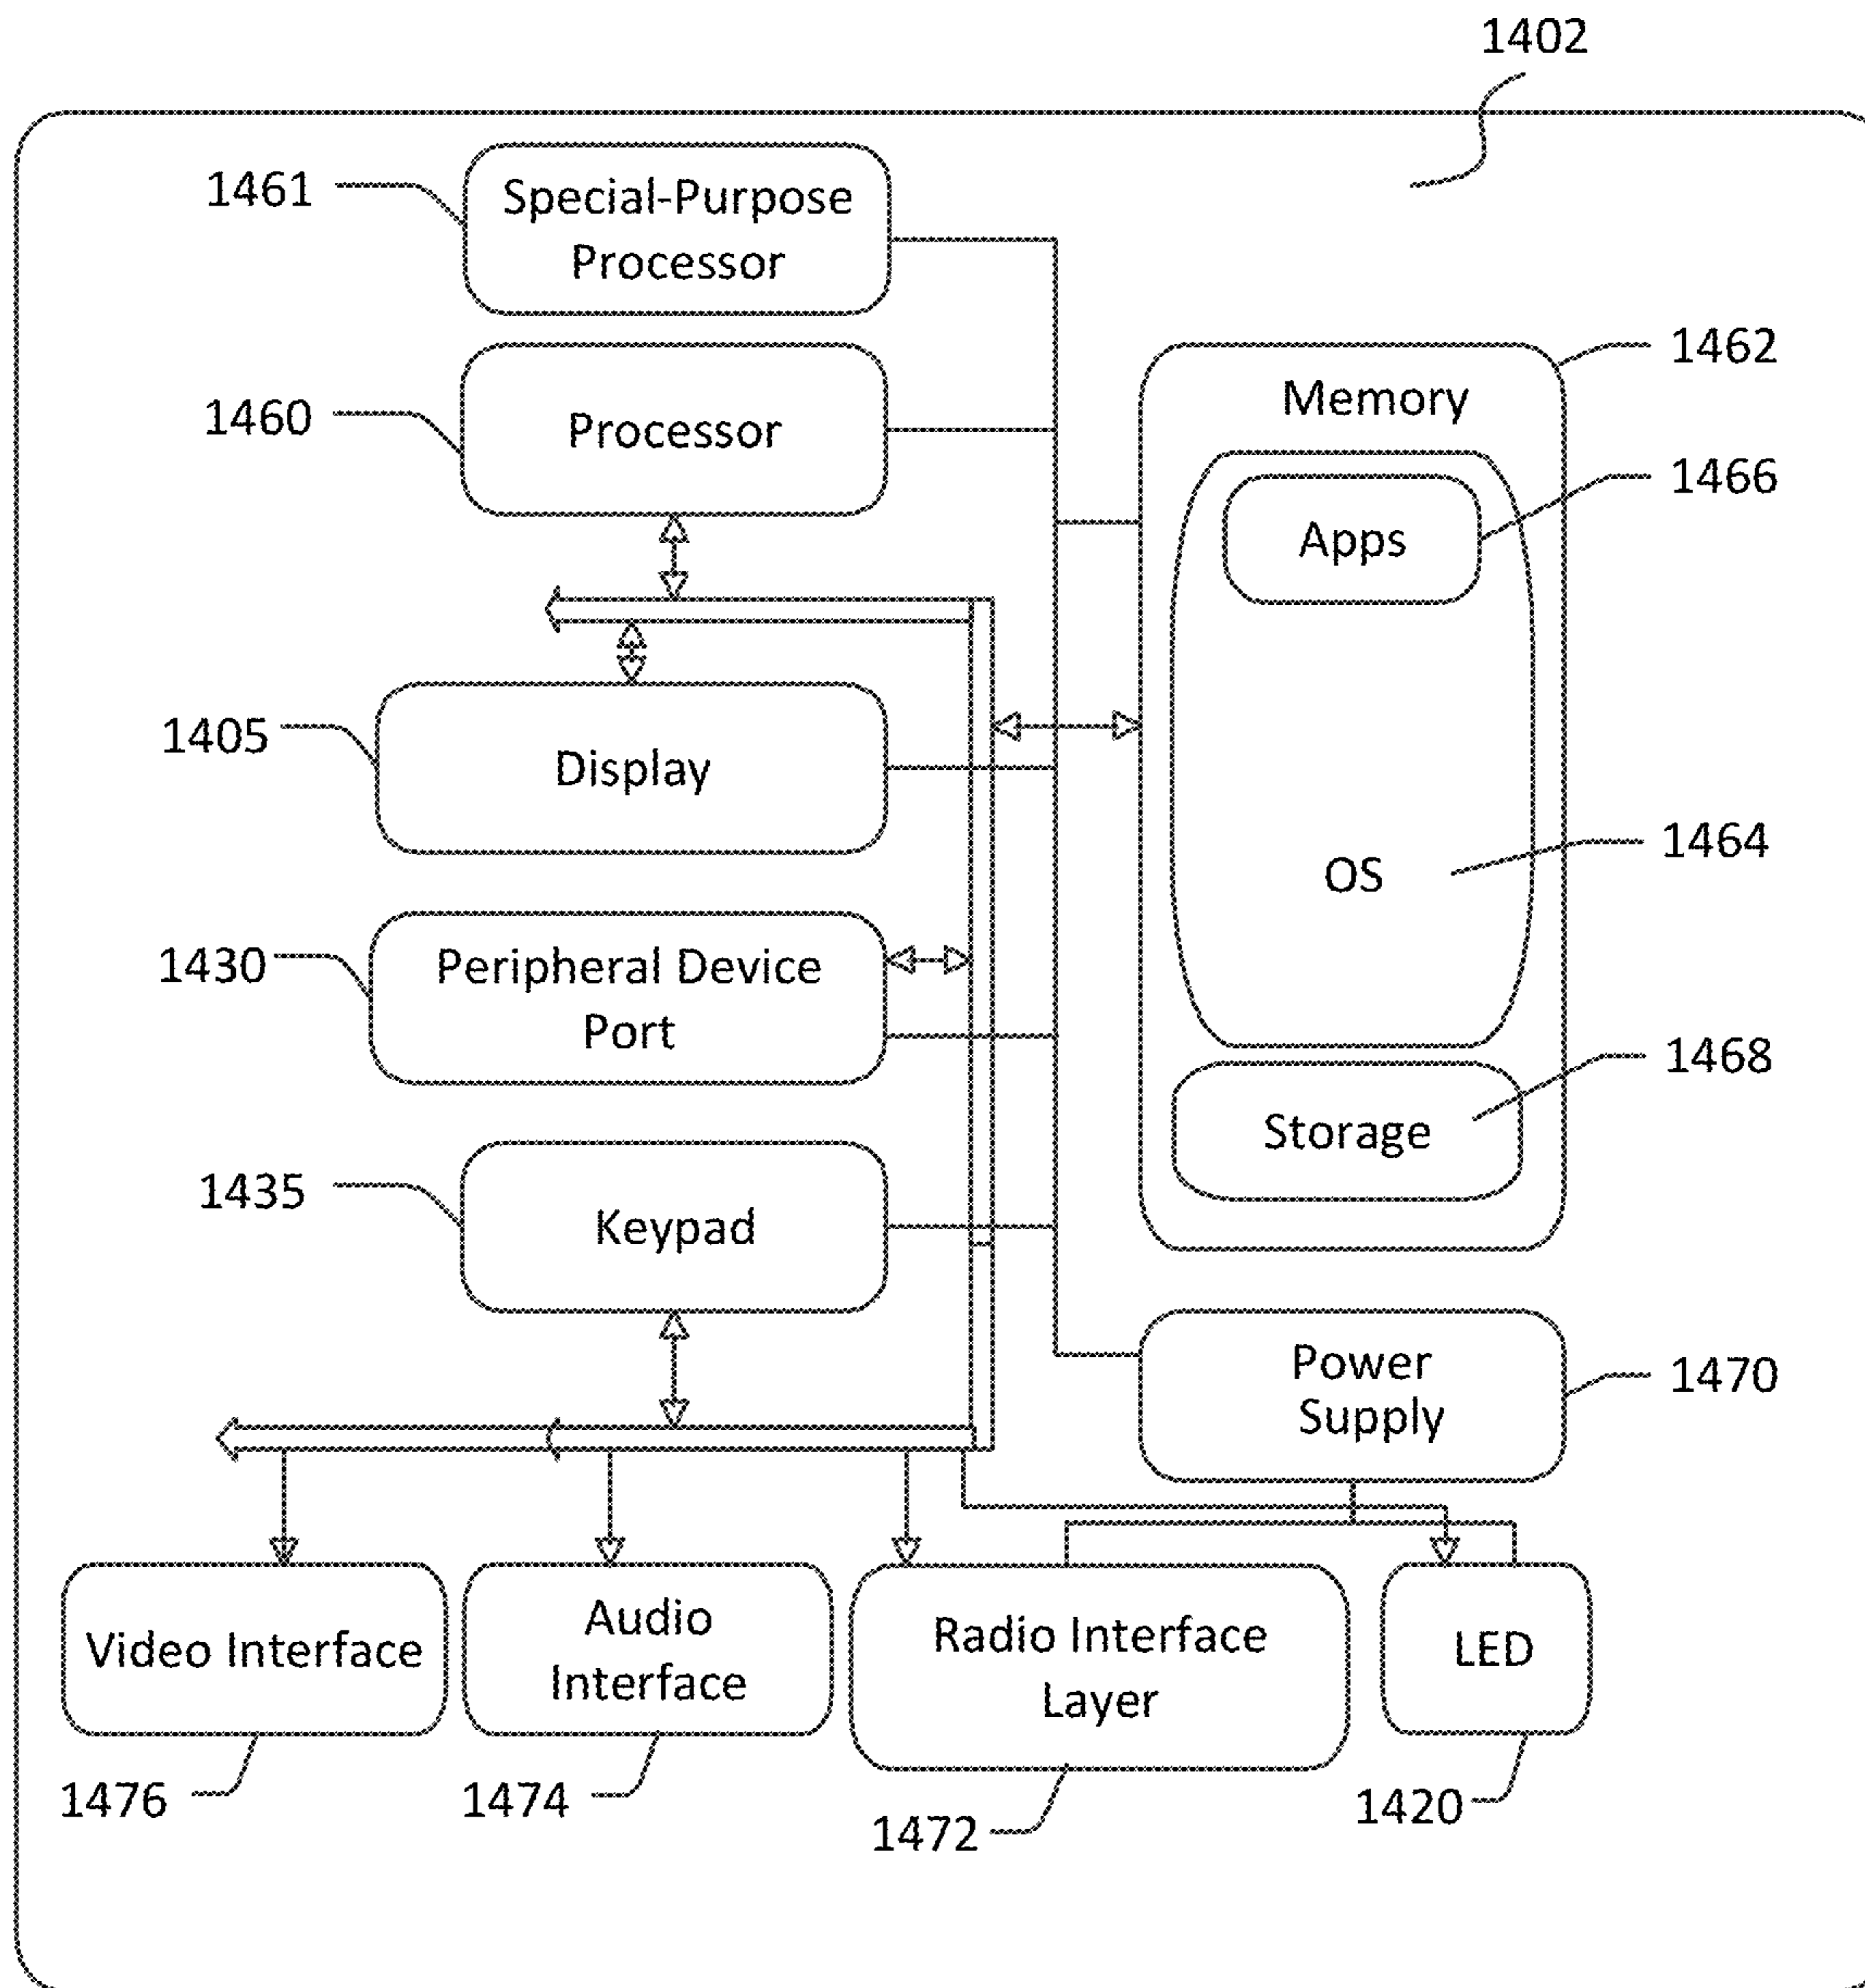 1402
1461
Special-Purpose
Processor
1462
Memory
1460
Processor
1466
Apps
1405
Display
1464
OS
1430
Peripheral Device
Port
1468
Storage
1435
Keypad
Power
Supply
1470
Video Interface
Audio
Interface
Radio Interface
Layer
LED
1476
1474
1472
1420